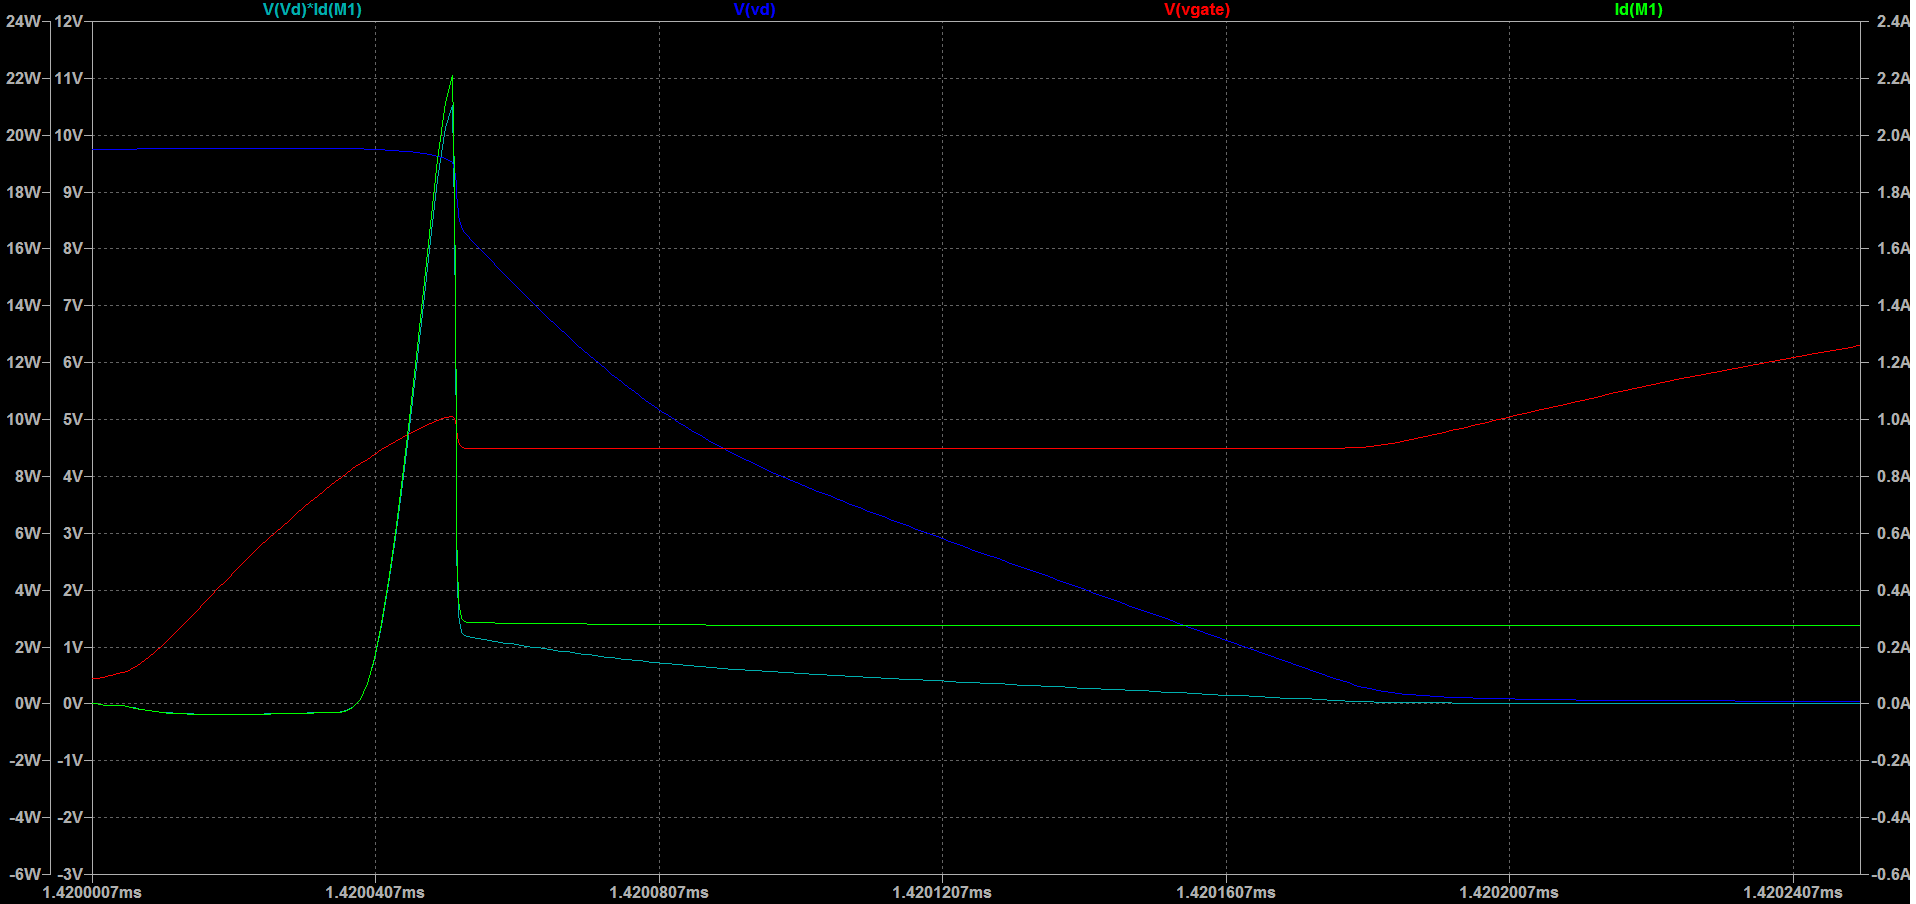 V(Vd)*Id(M1) V(vd) V(vgate) Id(M1)
24W 12V 2.4A
22W 11V 2.2A
20W 10V 2.0A
18W 9V 1.8A
16W 8V 1.6A
14W 7V 1.4A
12W 6V 1.2A
10W 5V 1.0A
8W 4V 0.8A
6W 3V 0.6A
4W 2V 0.4A
2W 1V 0.2A
0W 0V 0.0A
-2W -1V -0.2A
-4W -2V -0.4A
-6W -3V -0.6A
1.4200007ms 1.4200407ms 1.4200807ms 1.4201207ms 1.4201607ms 1.4202007ms 1.4202407ms